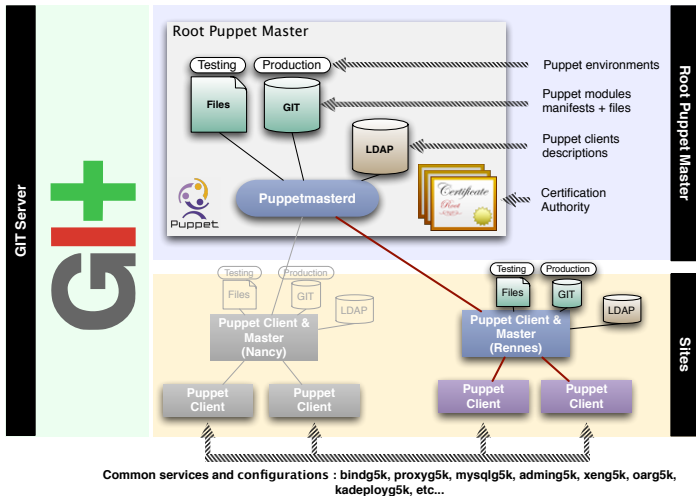 Root Puppet Master
Testing
Production
Files
GIT
LDAP
Puppetmasterd
Puppet
Certificate
Root
Puppet environments
Puppet modules
manifests + files
Puppet clients
descriptions
Certification
Authority
Root Puppet Master
GIT Server
GIt
Testing
Production
Files
GIT
LDAP
Puppet Client &
Master
(Nancy)
Puppet
Client
Puppet
Client
Testing
Production
Files
GIT
LDAP
Puppet Client &
Master
(Rennes)
Puppet
Client
Puppet
Client
Sites
Common services and configurations : bindg5k, proxyg5k, mysqlg5k, adming5k, xeng5k, oarg5k,
kadeployg5k, etc...